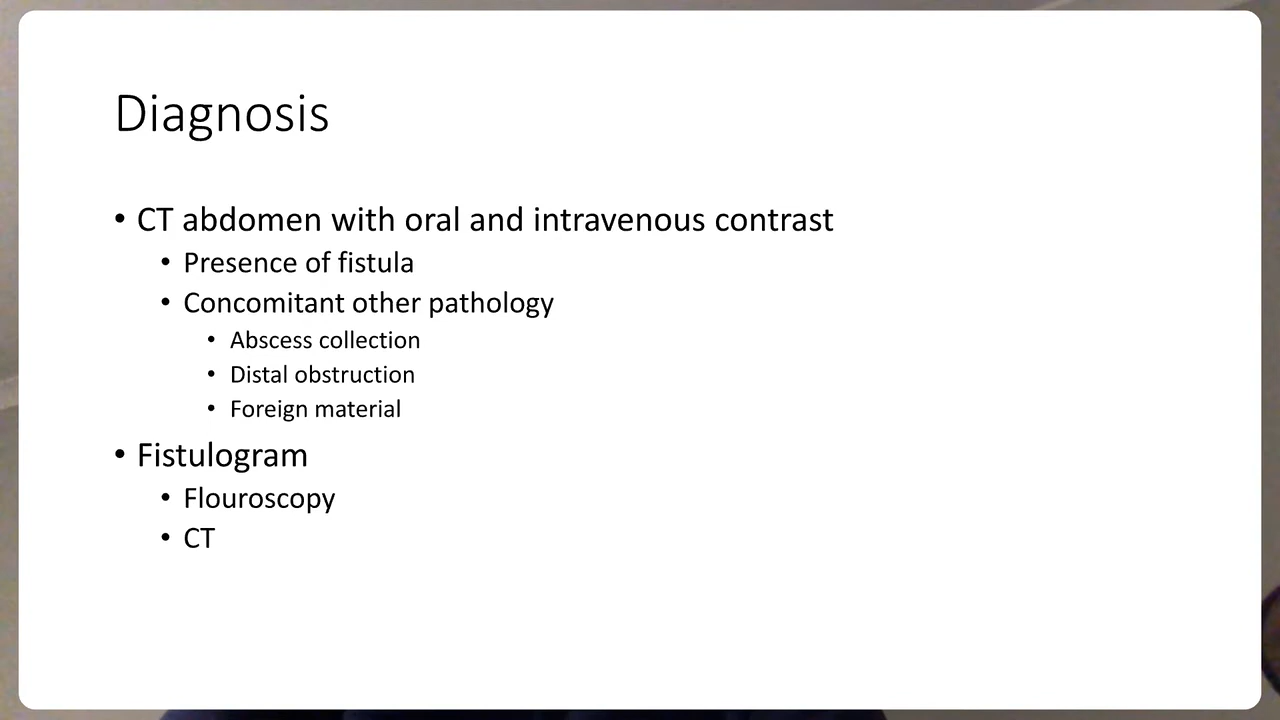 Diagnosis
• CT abdomen with oral and intravenous contrast
• Presence of fistula
• Concomitant other pathology
• Abscess collection
• Distal obstruction
• Foreign material
• Fistulogram
• Flouroscopy
• CT